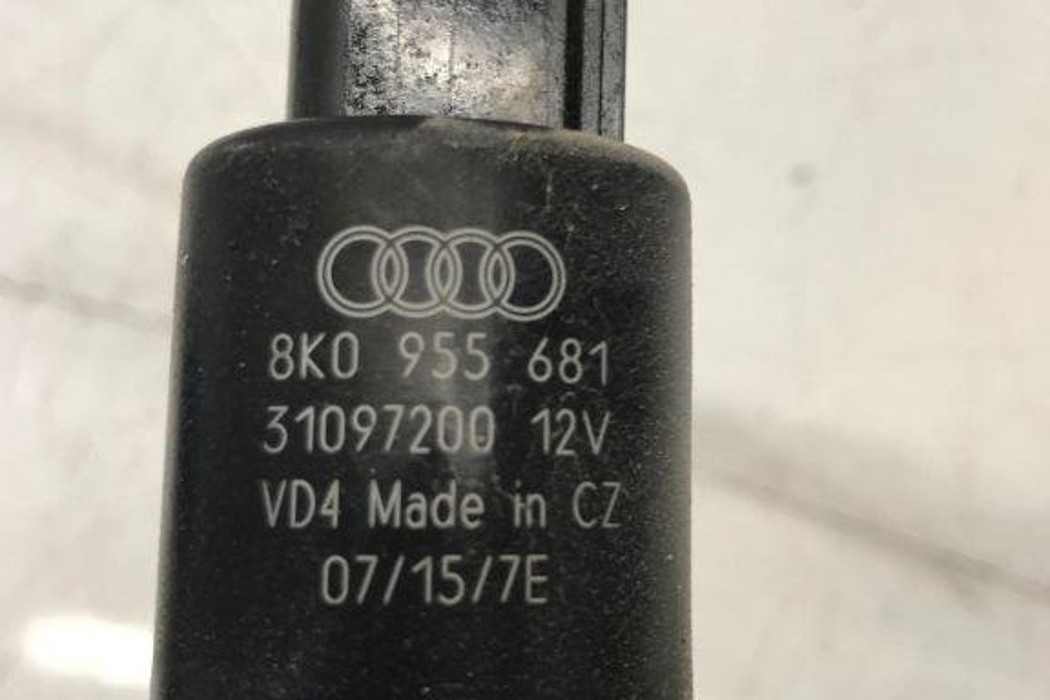 8K0 955 681
31097200 12V
VD4 Made in CZ
07/15/7E